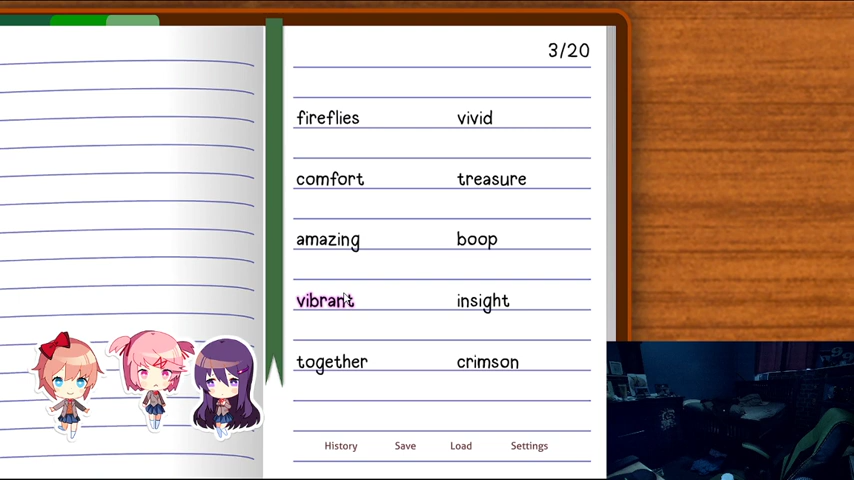 3/20
fireflies vivid
comfort treasure
amazing boop
vibrant insight
together crimson
History Save Load Settings